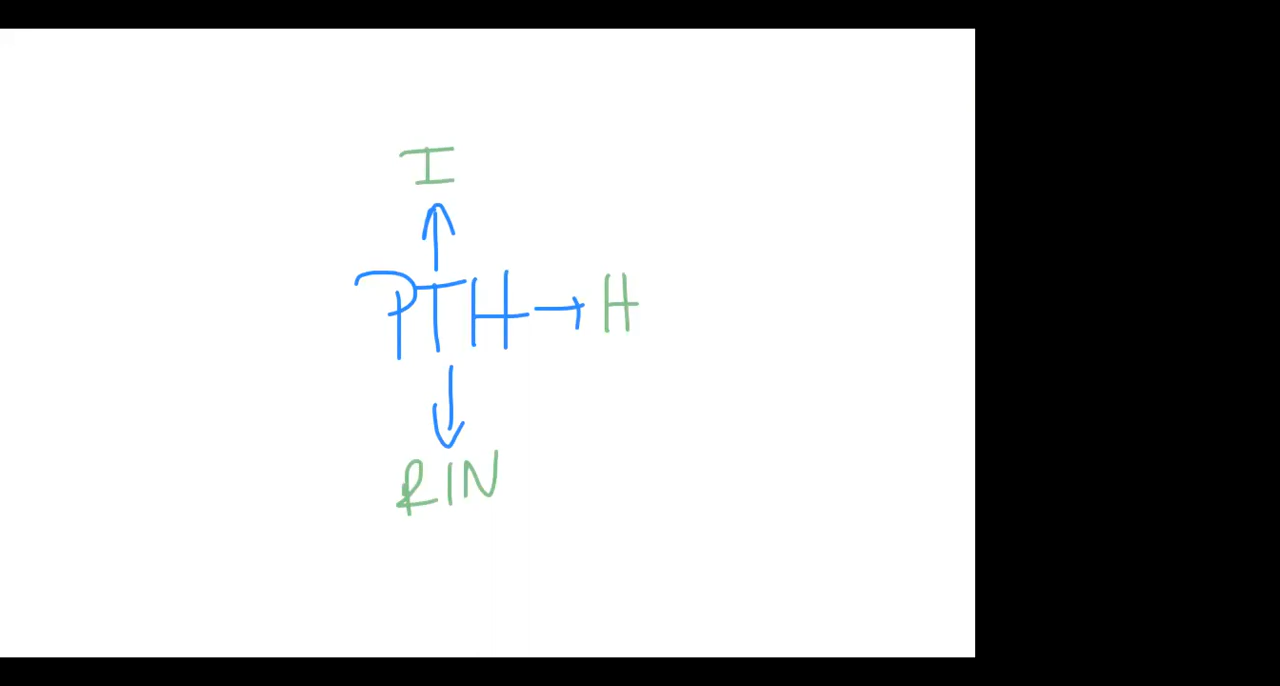 I
PTH → H
RIN